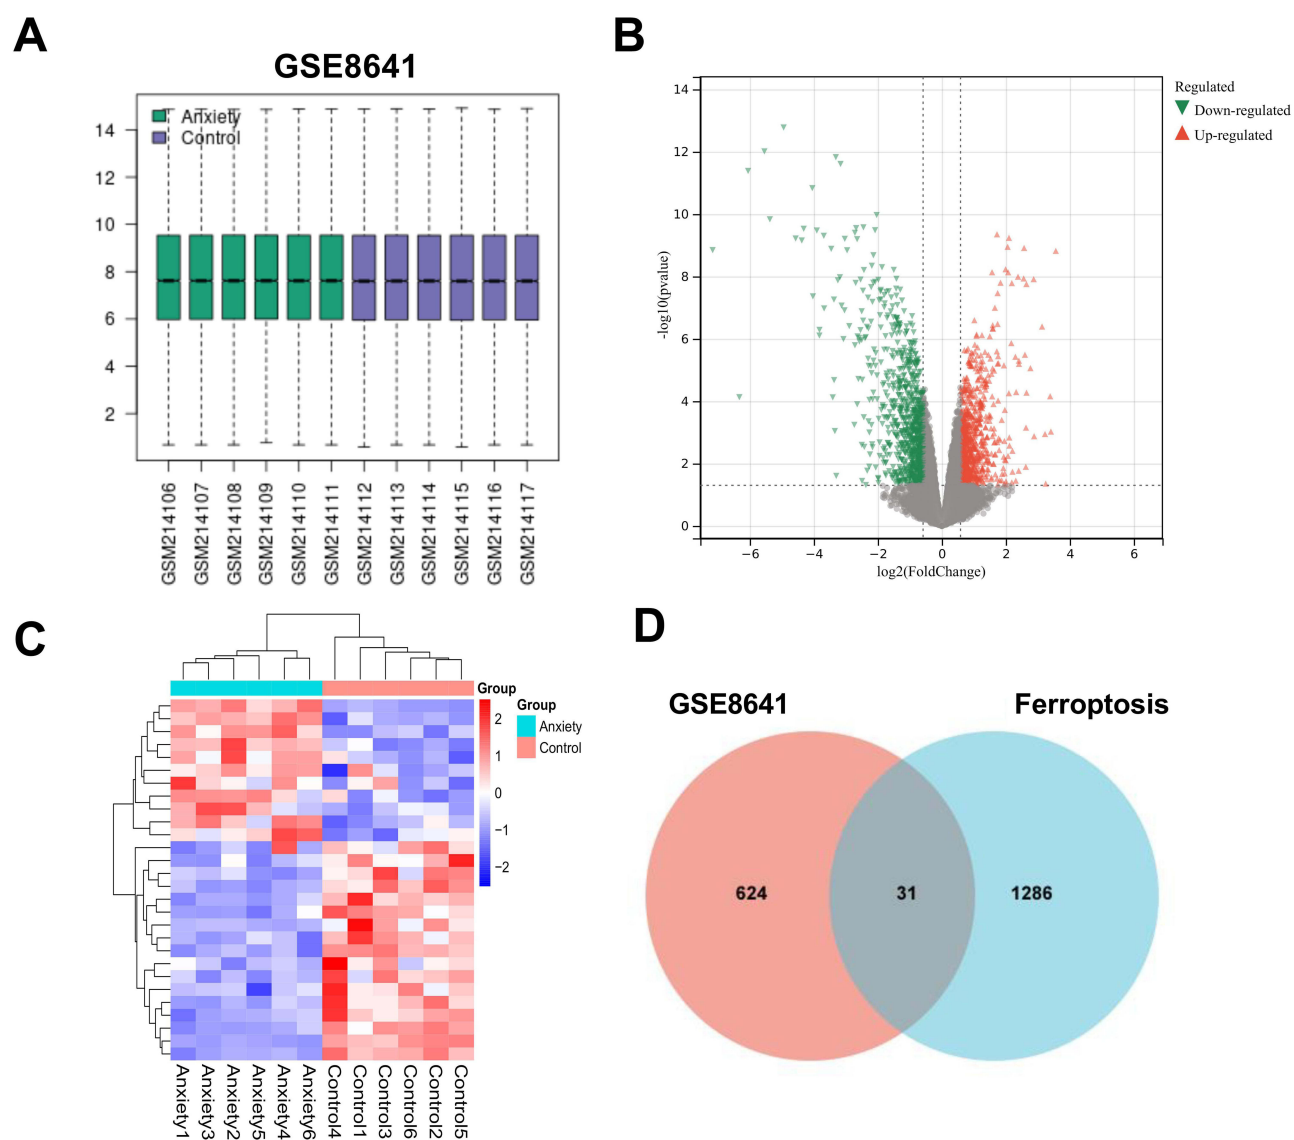 A
GSE8641
Anxiety
Control
14
12
10
8
6
4
2
GSM214106
GSM214107
GSM214108
GSM214109
GSM214110
GSM214111
GSM214112
GSM214113
GSM214114
GSM214115
GSM214116
GSM214117
B
Regulated
Down-regulated
Up-regulated
-log10(pvalue)
14
12
10
8
6
4
2
0
−6
−4
−2
0
2
4
6
log2(FoldChange)
C
Group
2
1
0
−1
−2
Group
Anxiety
Control
Anxiety1
Anxiety3
Anxiety2
Anxiety5
Anxiety4
Anxiety6
Control4
Control1
Control3
Control6
Control2
Control5
D
GSE8641
Ferroptosis
624
31
1286